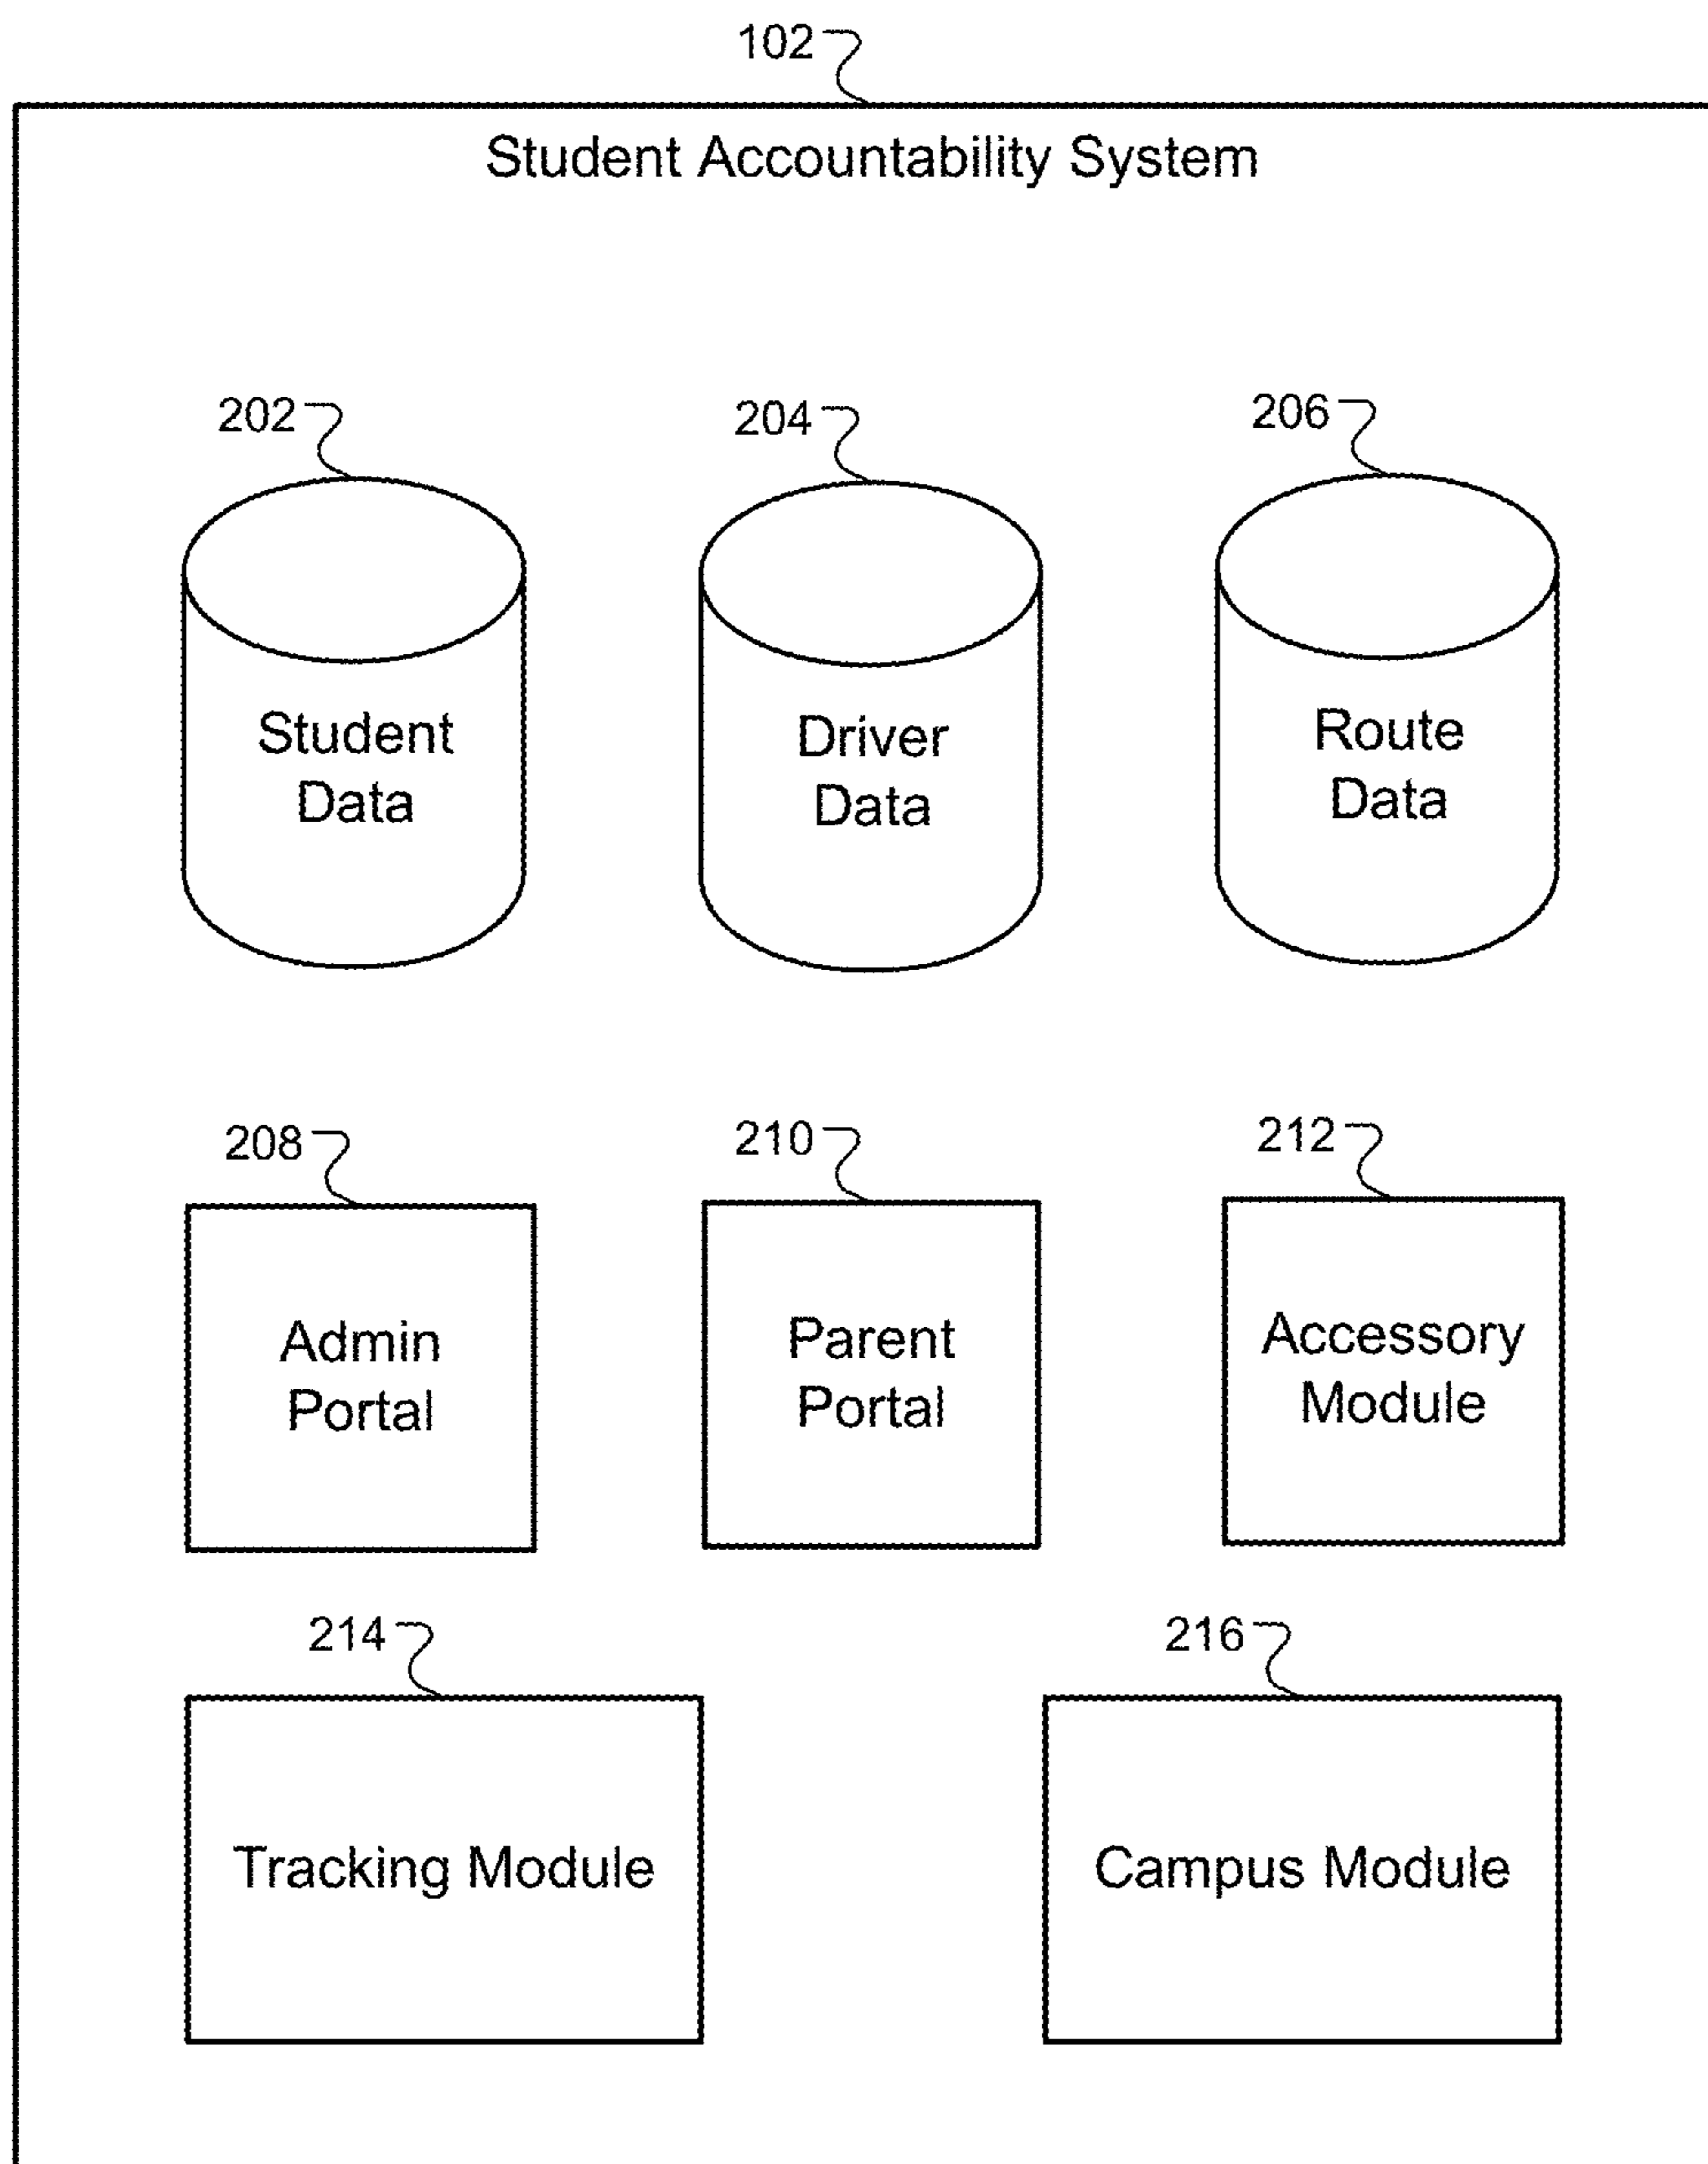 102
Student Accountability System
202
204
206
Student
Data
Driver
Data
Route
Data
208
210
212
Admin
Portal
Parent
Portal
Accessory
Module
214
216
Tracking Module
Campus Module